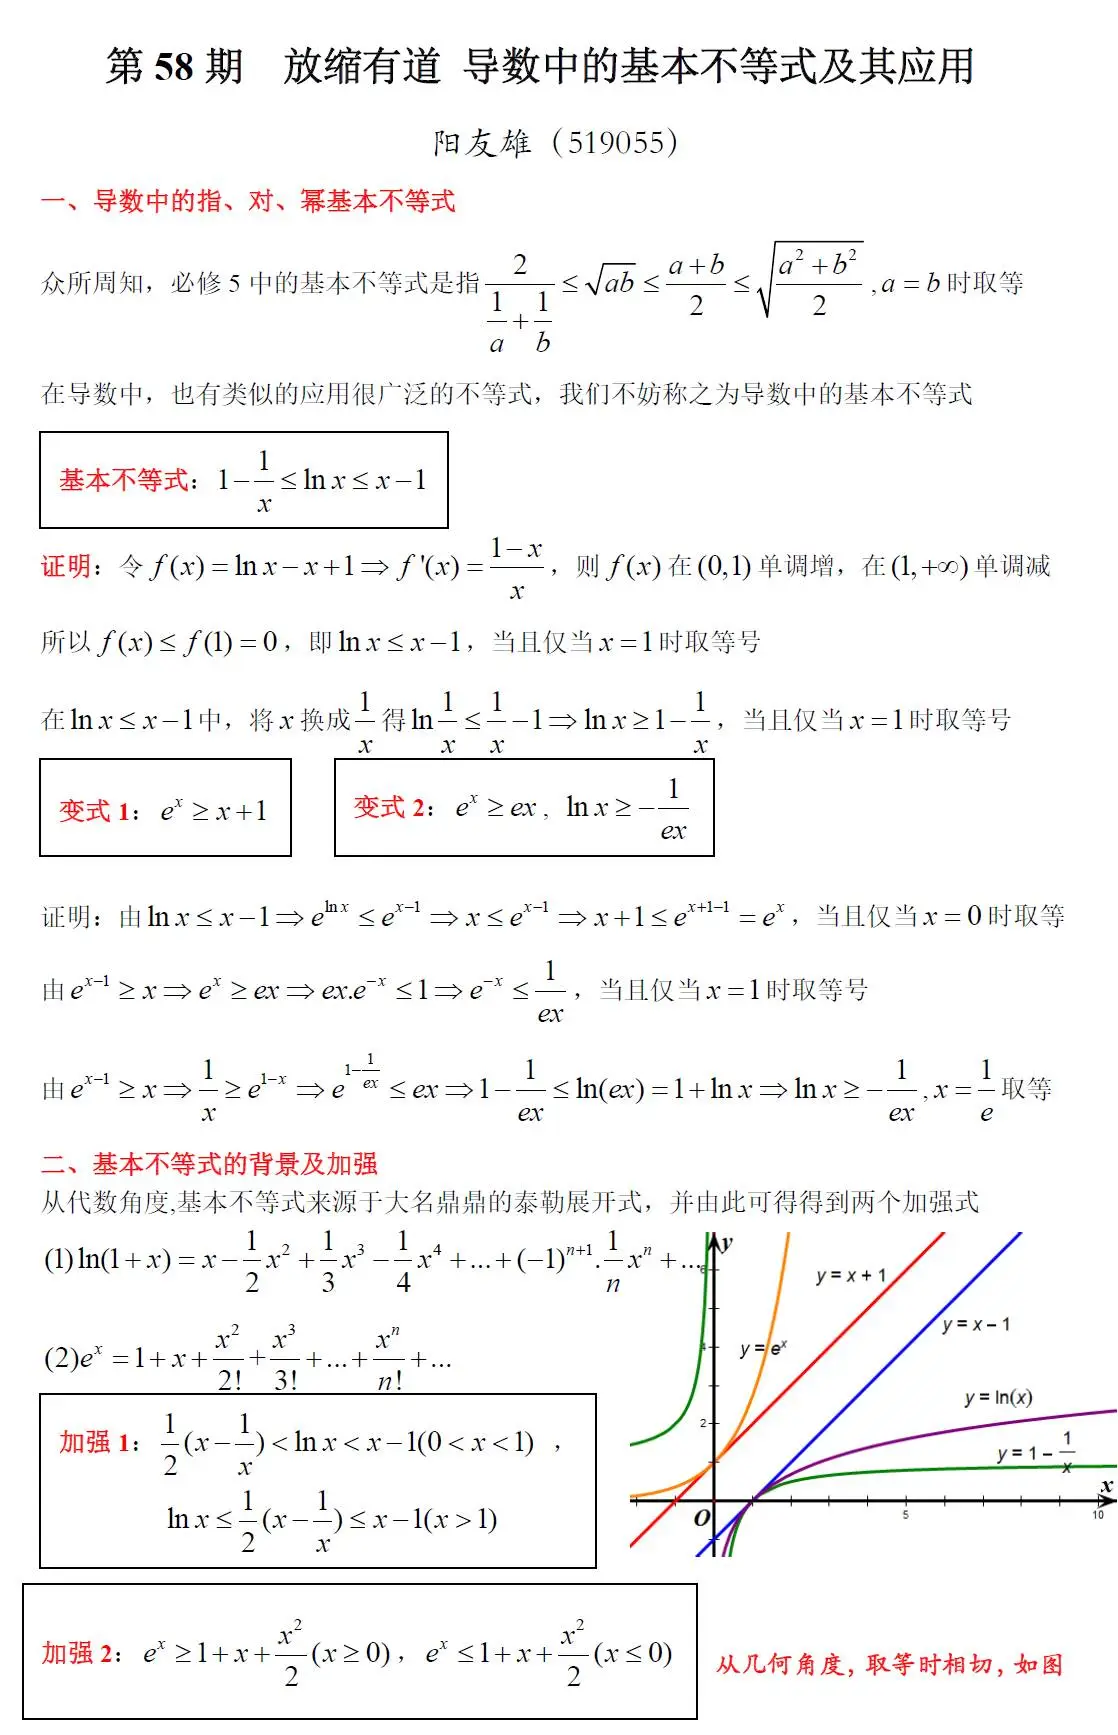 第 58 期　放缩有道 导数中的基本不等式及其应用
阳友雄（519055）
一、导数中的指、对、幂基本不等式
众所周知，必修 5 中的基本不等式是指 $\frac{2}{\frac{1}{a}+\frac{1}{b}} \le \sqrt{ab} \le \frac{a+b}{2} \le \sqrt{\frac{a^2+b^2}{2}}, a=b$ 时取等
在导数中，也有类似的应用很广泛的不等式，我们不妨称之为导数中的基本不等式
基本不等式：$1-\frac{1}{x} \le \ln x \le x-1$
证明：令 $f(x)=\ln x-x+1 \Rightarrow f'(x)=\frac{1-x}{x}$，则 $f(x)$ 在 $(0,1)$ 单调增，在 $(1,+\infty)$ 单调减
所以 $f(x) \le f(1)=0$，即 $\ln x \le x-1$，当且仅当 $x=1$ 时取等号
在 $\ln x \le x-1$ 中，将 $x$ 换成 $\frac{1}{x}$ 得 $\ln\frac{1}{x} \le \frac{1}{x}-1 \Rightarrow \ln x \ge 1-\frac{1}{x}$，当且仅当 $x=1$ 时取等号
变式 1：$e^x \ge x+1$
变式 2：$e^x \ge ex$，$\ln x \ge -\frac{1}{ex}$
证明：由 $\ln x \le x-1 \Rightarrow e^{\ln x} \le e^{x-1} \Rightarrow x \le e^{x-1} \Rightarrow x+1 \le e^{x+1-1}=e^x$，当且仅当 $x=0$ 时取等
由 $e^{x-1} \ge x \Rightarrow e^x \ge ex \Rightarrow ex.e^{-x} \le 1 \Rightarrow e^{-x} \le \frac{1}{ex}$，当且仅当 $x=1$ 时取等号
由 $e^{x-1} \ge x \Rightarrow \frac{1}{x} \ge e^{1-x} \Rightarrow e^{1-\frac{1}{ex}} \le ex \Rightarrow 1-\frac{1}{ex} \le \ln(ex)=1+\ln x \Rightarrow \ln x \ge -\frac{1}{ex}, x=\frac{1}{e}$ 取等
二、基本不等式的背景及加强
从代数角度,基本不等式来源于大名鼎鼎的泰勒展开式，并由此可得得到两个加强式
(1) $\ln(1+x)=x-\frac{1}{2}x^2+\frac{1}{3}x^3-\frac{1}{4}x^4+...+(-1)^{n+1}.\frac{1}{n}x^n+...$
(2) $e^x=1+x+\frac{x^2}{2!}+\frac{x^3}{3!}+...+\frac{x^n}{n!}+...$
加强 1：$\frac{1}{2}(x-\frac{1}{x})<\ln x<x-1(0<x<1)$，
$\ln x \le \frac{1}{2}(x-\frac{1}{x}) \le x-1(x>1)$
y
6
y = x + 1
y = x − 1
4
y = e^x
y = ln(x)
2
y = 1 − $\frac{1}{x}$
x
O
5
10
加强 2：$e^x \ge 1+x+\frac{x^2}{2}(x \ge 0)$，$e^x \le 1+x+\frac{x^2}{2}(x \le 0)$
从几何角度，取等时相切，如图